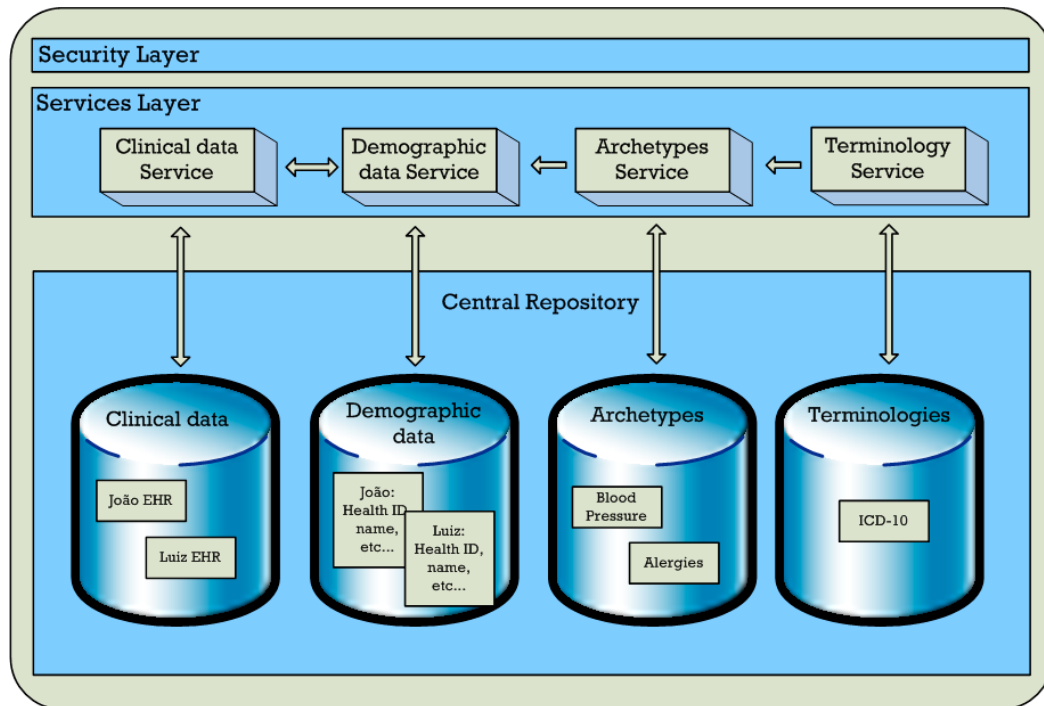 Security Layer
Services Layer
Clinical data
Service
Demographic
data Service
Archetypes
Service
Terminology
Service
Central Repository
Clinical data
João EHR
Luiz EHR
Demographic
data
João:
Health ID,
name,
etc...
Luiz:
Health ID,
name,
etc...
Archetypes
Blood
Pressure
Alergies
Terminologies
ICD-10